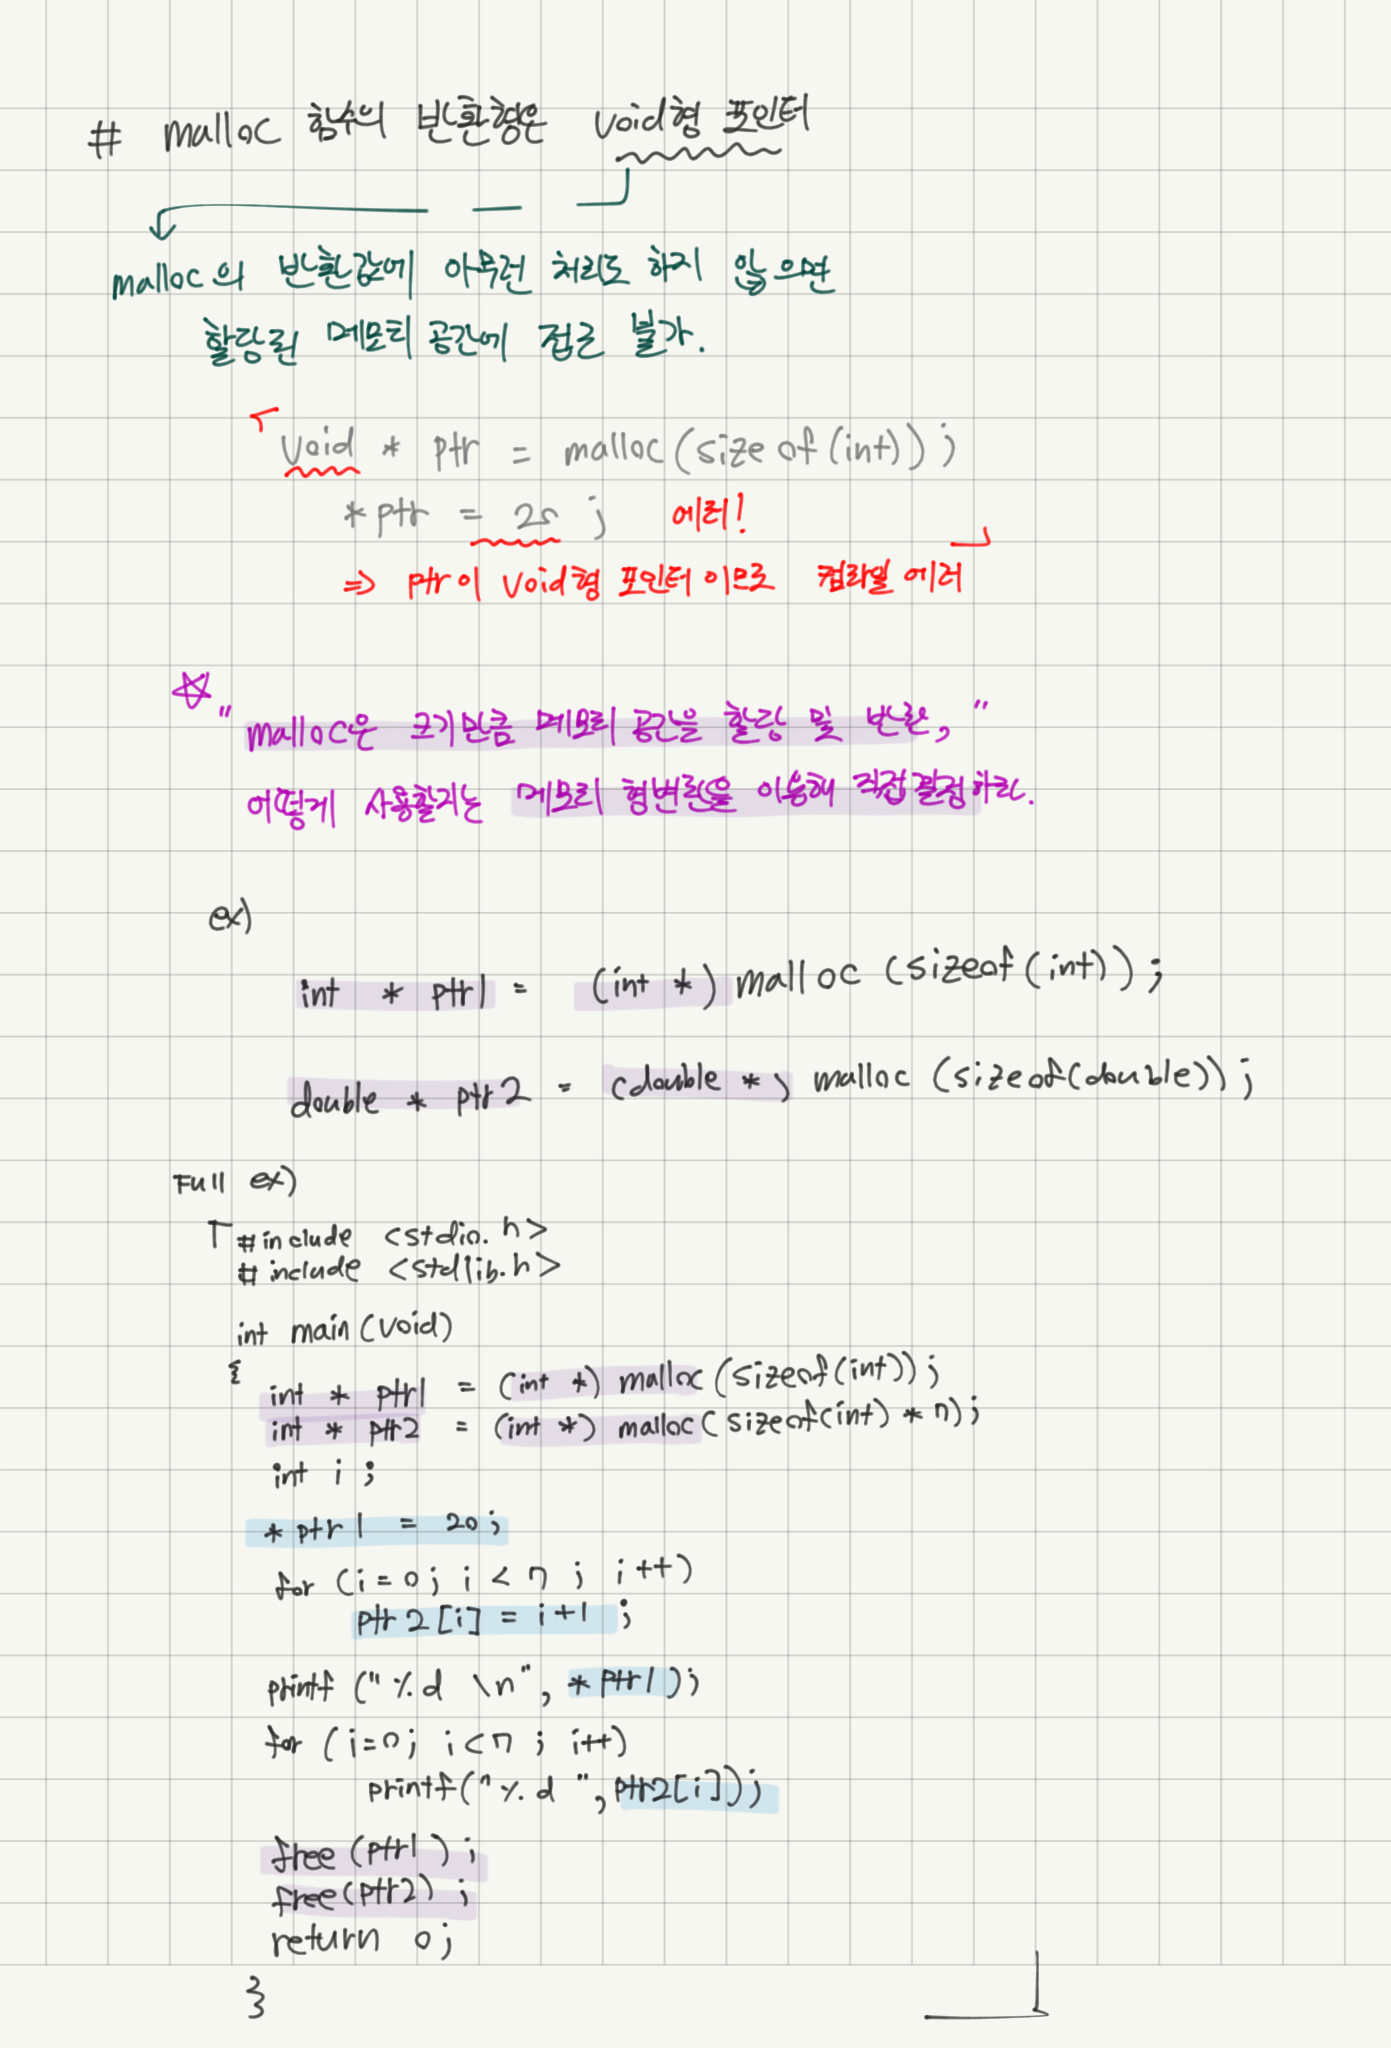 # malloc 함수의 반환형은 void형 포인터
malloc의 반환값에 아무런 처리도 하지 않으면
할당된 메모리 공간에 접근 불가.
「void * ptr = malloc(sizeof(int));
*ptr = 20; 에러!」
=> ptr이 void형 포인터 이므로 컴파일 에러
☆ "malloc은 크기만큼 메모리 공간을 할당 및 반환,"
어떻게 사용할지는 메모리 형변환을 이용해 직접 결정하라.
ex)
int * ptr1 = (int *) malloc (sizeof(int));
double * ptr2 = (double *) malloc (sizeof(double));
Full ex)
「#include <stdio.h>
#include <stdlib.h>
int main(void)
{
int * ptr1 = (int *) malloc (sizeof(int));
int * ptr2 = (int *) malloc (sizeof(int) * 7);
int i ;
*ptr1 = 20;
for (i=0; i<7 ; i++)
ptr2[i] = i+1 ;
printf ("%d \n", *ptr1);
for (i=0; i<7 ; i++)
printf("%d ", ptr2[i]);
free (ptr1) ;
free(ptr2) ;
return 0;
} 」